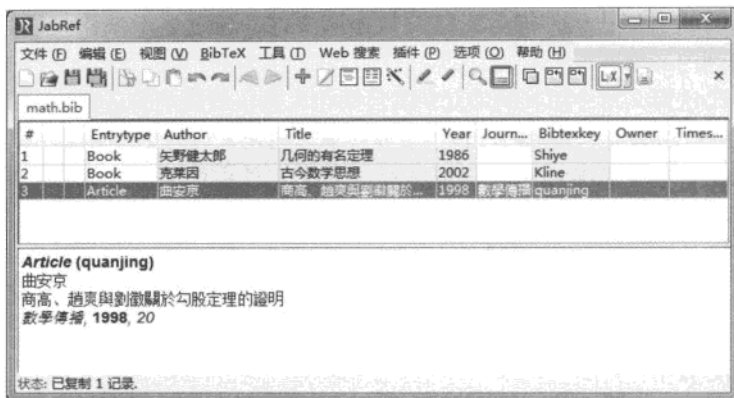 JabRef
文件 (F) 编辑 (E) 视图 (V) BibTeX 工具 (T) Web 搜索 插件 (P) 选项 (O) 帮助 (H)
math.bib
# Entrytype Author Title Year Journ... Bibtexkey Owner Times...
1 Book 矢野健太郎 几何的有名定理 1986 Shiye
2 Book 克莱因 古今数学思想 2002 Kline
3 Article 曲安京 商高、趙爽與劉徽關於... 1998 數學傳播 quanjing
Article (quanjing)
曲安京
商高、趙爽與劉徽關於勾股定理的證明
數學傳播, 1998, 20
状态: 已复制 1 记录.